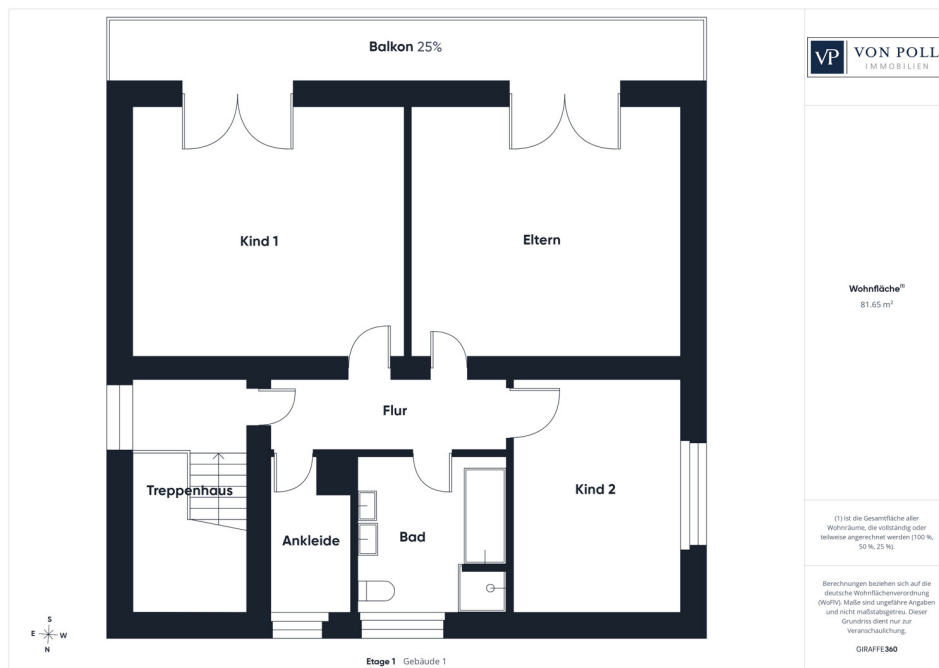 Balkon 25%
VP VON POLL
IMMOBILIEN
Kind 1
Eltern
Wohnfläche(1)
81.65 m²
Flur
Treppenhaus
Kind 2
Ankleide
Bad
(1) ist die Gesamtfläche aller
Wohnräume, die vollständig oder
teilweise angerechnet werden (100 %,
50 %, 25 %).
Berechnungen beziehen sich auf die
deutsche Wohnflächenverordnung
(WoFlV). Maße sind ungefähre Angaben
und nicht maßstabsgetreu. Dieser
Grundriss dient nur zur
Veranschaulichung.
GIRAFFE360
S
E W
N
Etage 1 Gebäude 1